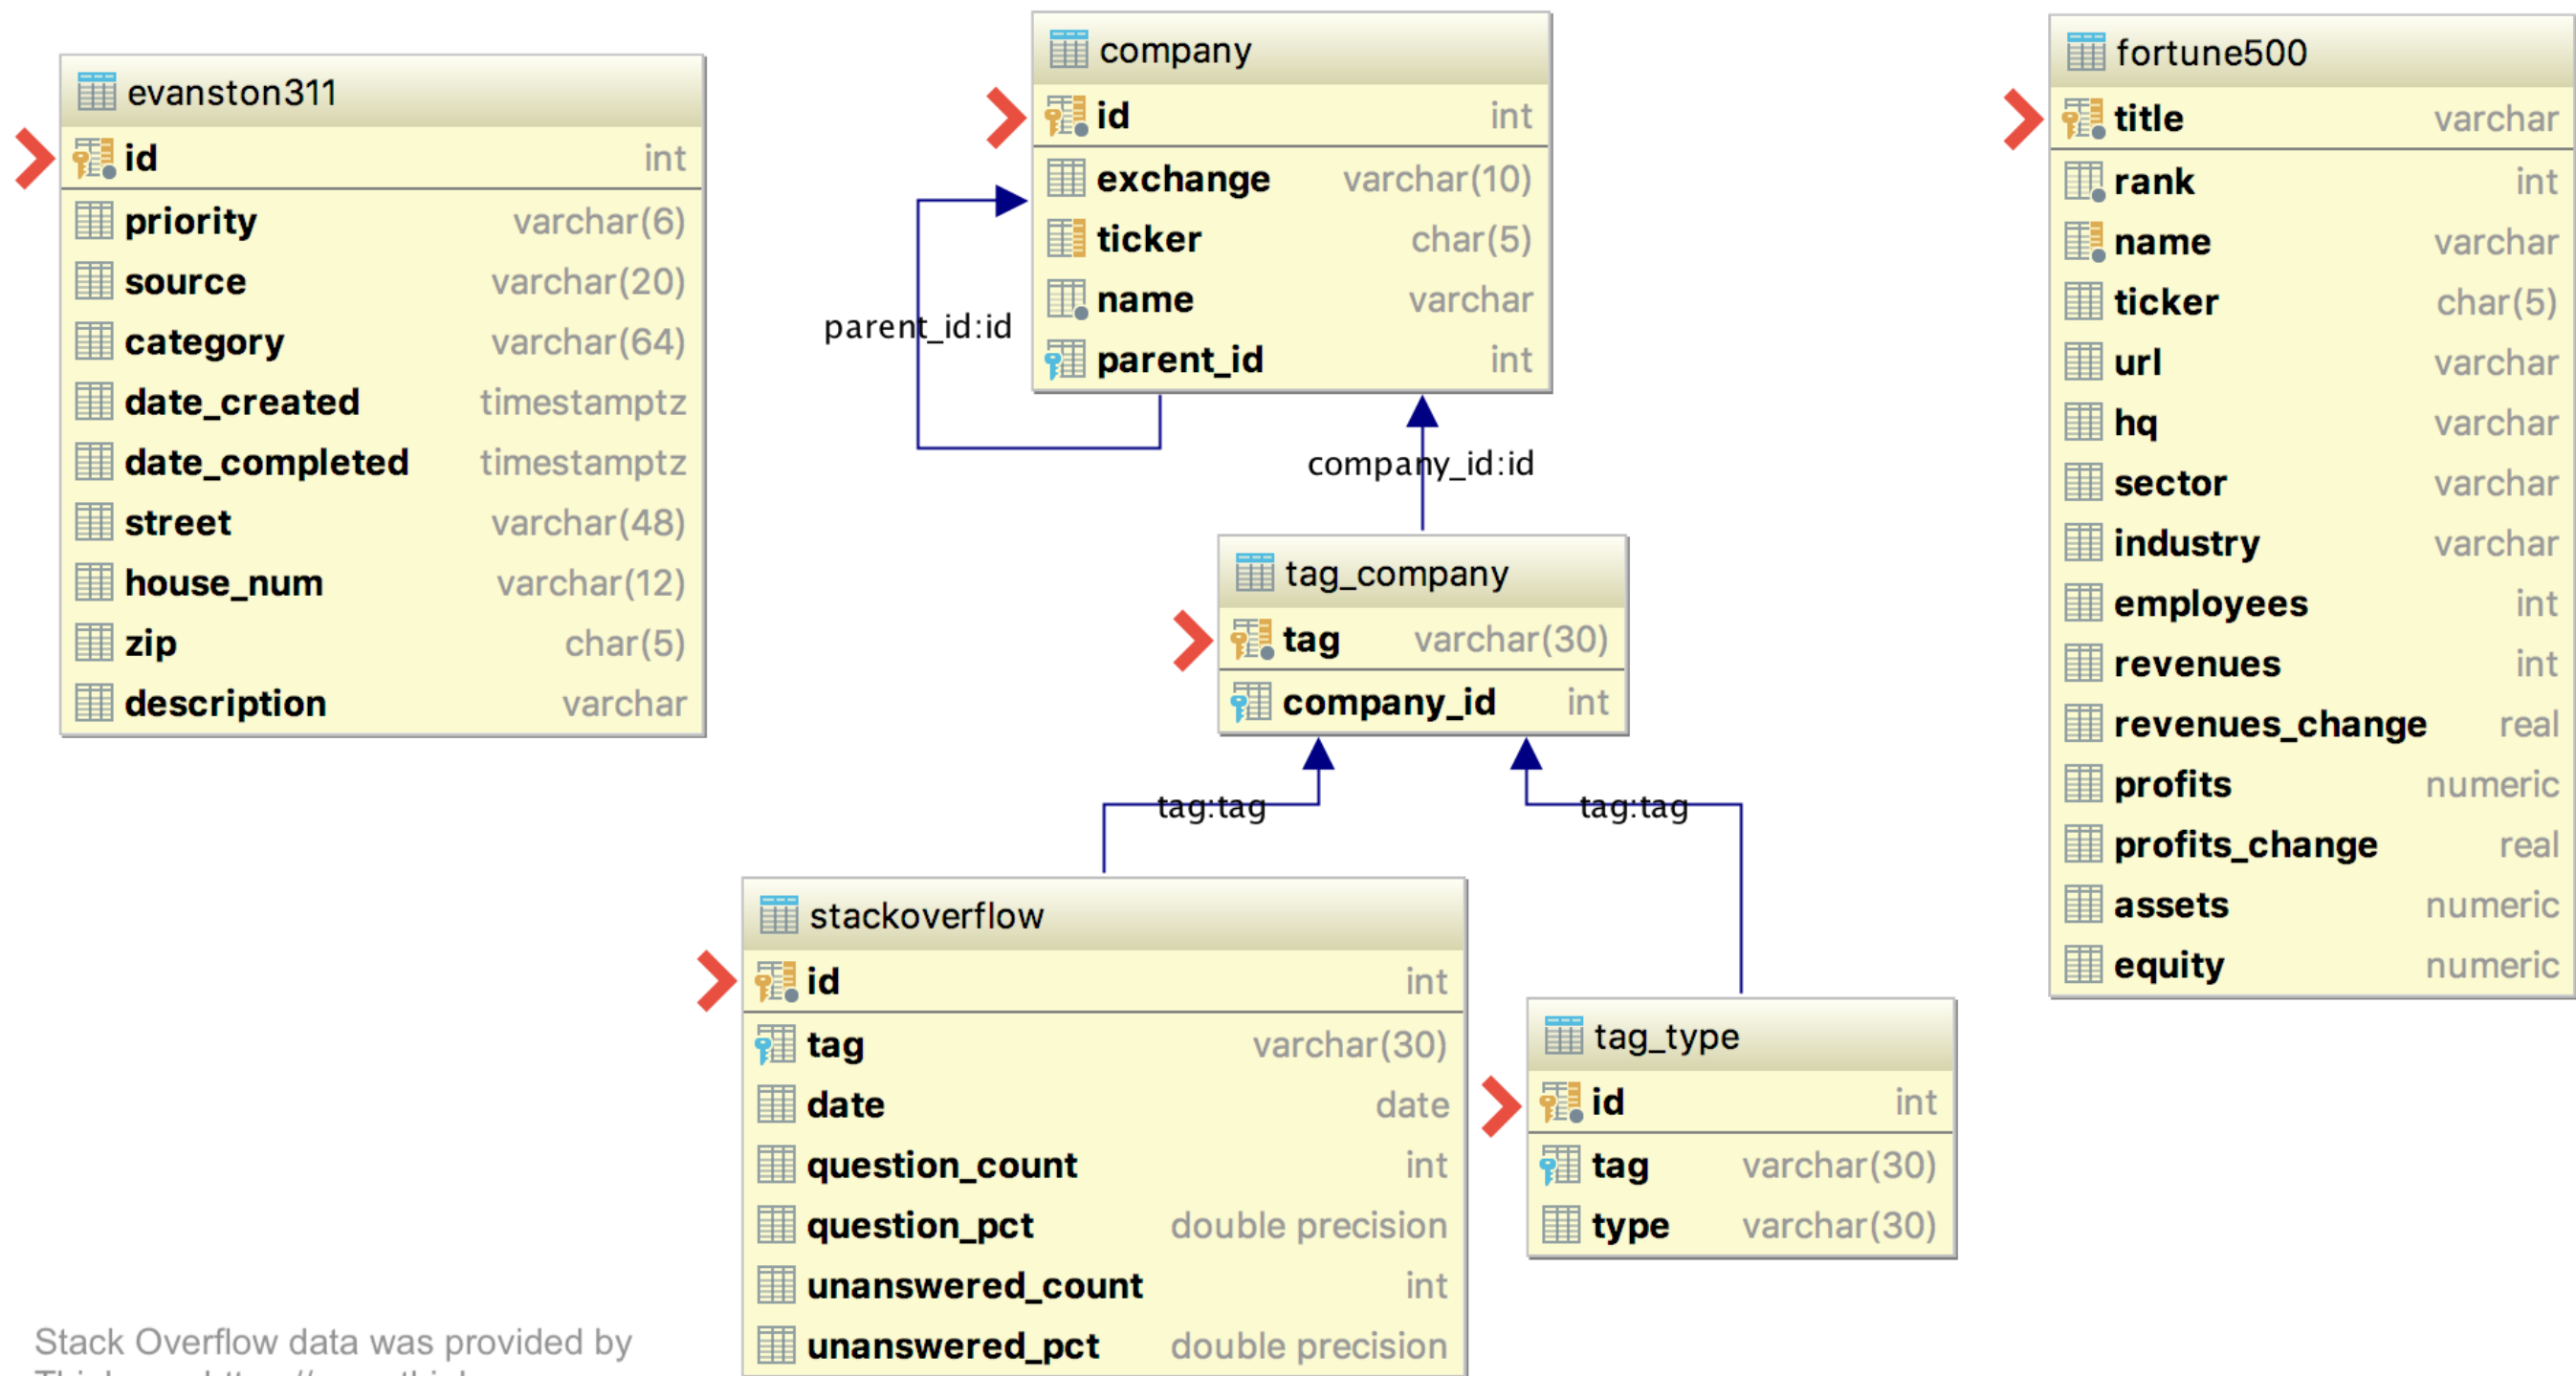 evanston311
id int
priority varchar(6)
source varchar(20)
category varchar(64)
date_created timestamptz
date_completed timestamptz
street varchar(48)
house_num varchar(12)
zip char(5)
description varchar
company
id int
exchange varchar(10)
ticker char(5)
name varchar
parent_id int
parent_id:id
company_id:id
tag_company
tag varchar(30)
company_id int
tag:tag
tag:tag
stackoverflow
id int
tag varchar(30)
date date
question_count int
question_pct double precision
unanswered_count int
unanswered_pct double precision
tag_type
id int
tag varchar(30)
type varchar(30)
fortune500
title varchar
rank int
name varchar
ticker char(5)
url varchar
hq varchar
sector varchar
industry varchar
employees int
revenues int
revenues_change real
profits numeric
profits_change real
assets numeric
equity numeric
Stack Overflow data was provided by